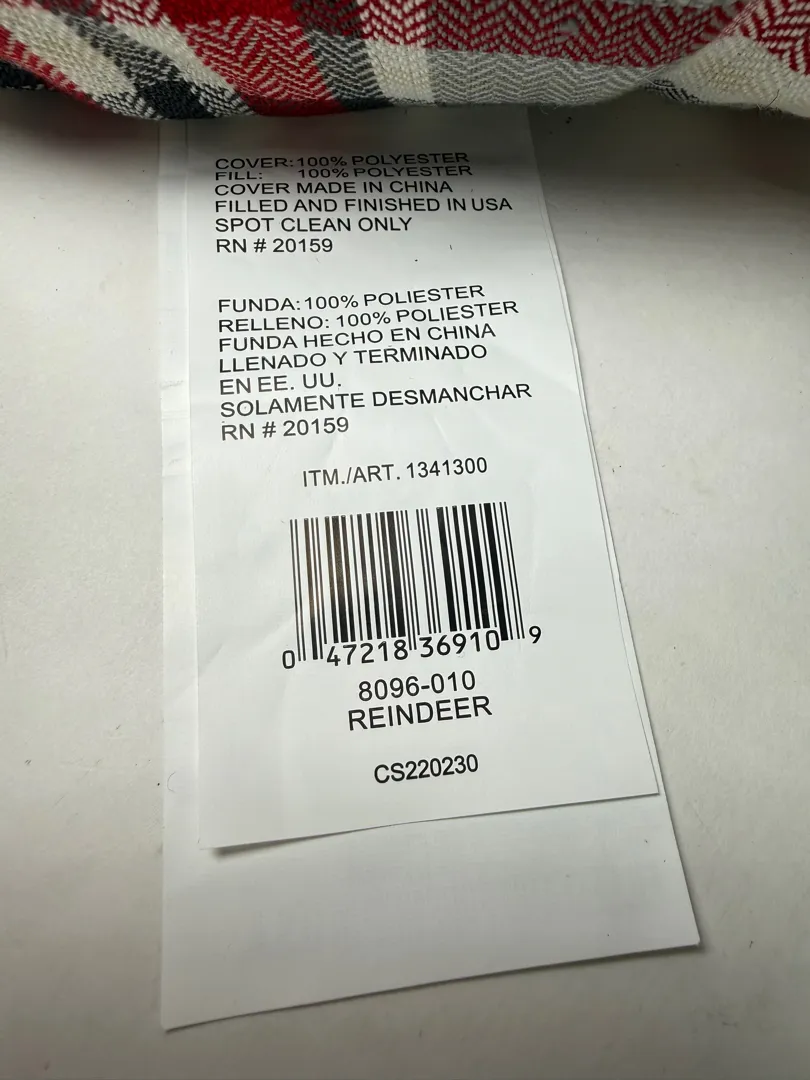 COVER: 100% POLYESTER
FILL: 100% POLYESTER
COVER MADE IN CHINA
FILLED AND FINISHED IN USA
SPOT CLEAN ONLY
RN # 20159
FUNDA: 100% POLIESTER
RELLENO: 100% POLIESTER
FUNDA HECHO EN CHINA
LLENADO Y TERMINADO
EN EE. UU.
SOLAMENTE DESMANCHAR
RN # 20159
ITM./ART. 1341300
0 47218 36910 9
8096-010
REINDEER
CS220230